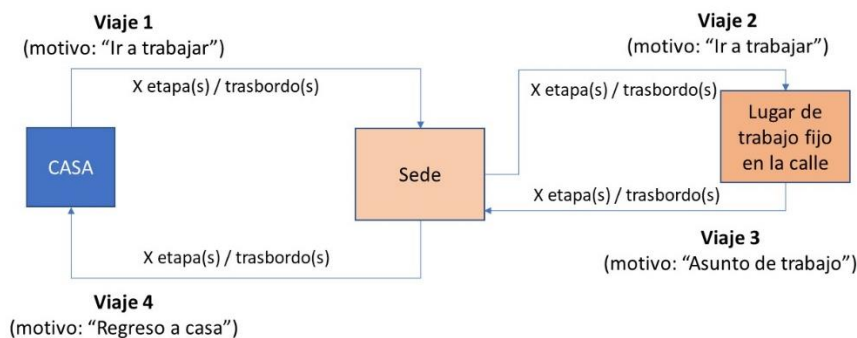 Viaje 1
(motivo: “Ir a trabajar”)
X etapa(s) / trasbordo(s)
Viaje 2
(motivo: “Ir a trabajar”)
X etapa(s) / trasbordo(s)
CASA
Sede
Lugar de
trabajo fijo
en la calle
X etapa(s) / trasbordo(s)
Viaje 3
(motivo: “Asunto de trabajo”)
X etapa(s) / trasbordo(s)
Viaje 4
(motivo: “Regreso a casa”)